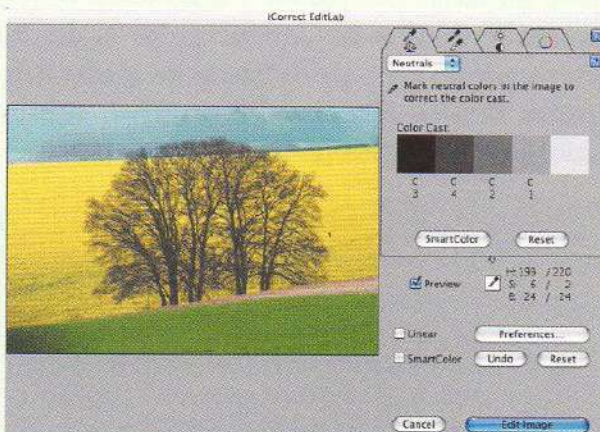 iCorrect EditLab
Neutrals
Mark neutral colors in the image to
correct the color cast.
Color Cast
C C C C
3 4 2 1
SmartColor Reset
Preview
H: 199 / 220
S: 6 / 2
B: 24 / 24
Linear Preferences...
SmartColor Undo Reset
Cancel Edit Image